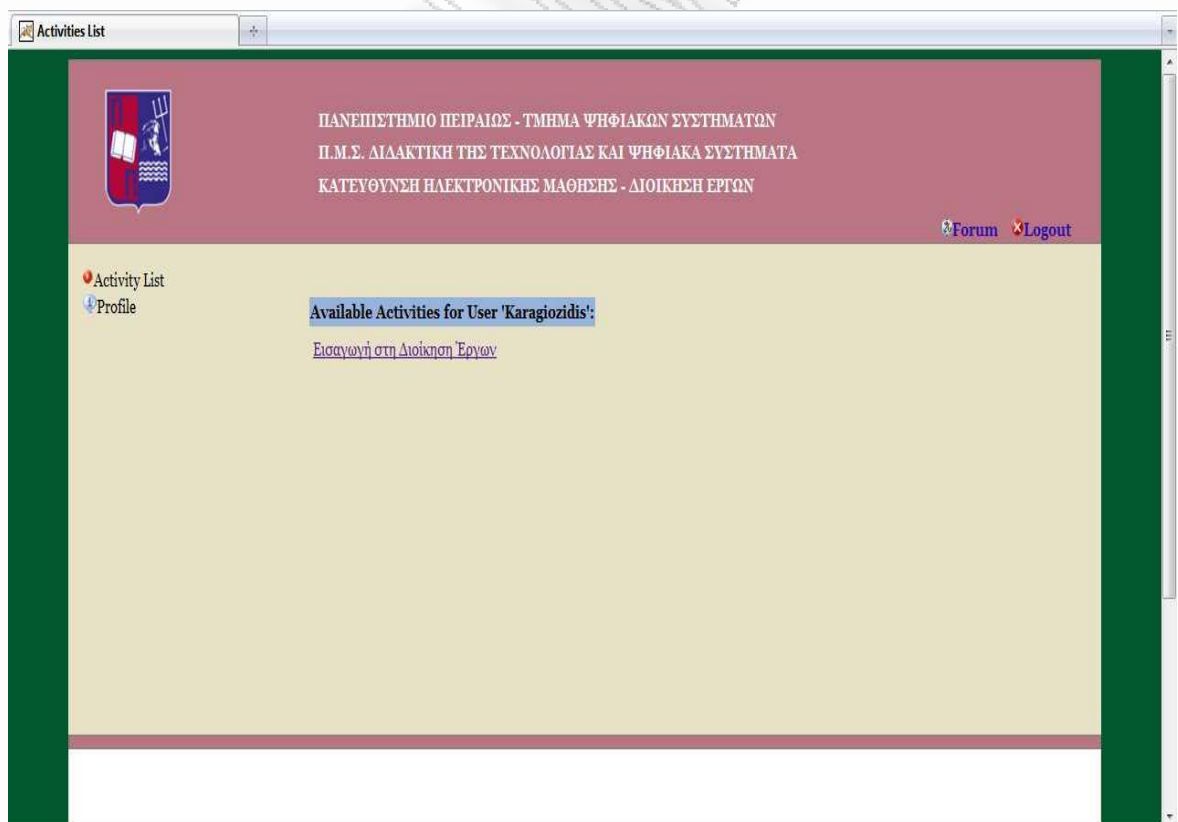 Activities List
ΠΑΝΕΠΙΣΤΗΜΙΟ ΠΕΙΡΑΙΩΣ - ΤΜΗΜΑ ΨΗΦΙΑΚΩΝ ΣΥΣΤΗΜΑΤΩΝ
Π.Μ.Σ. ΔΙΔΑΚΤΙΚΗ ΤΗΣ ΤΕΧΝΟΛΟΓΙΑΣ ΚΑΙ ΨΗΦΙΑΚΑ ΣΥΣΤΗΜΑΤΑ
ΚΑΤΕΥΘΥΝΣΗ ΗΛΕΚΤΡΟΝΙΚΗΣ ΜΑΘΗΣΗΣ - ΔΙΟΙΚΗΣΗ ΕΡΓΩΝ
Forum Logout
Activity List
Profile
Available Activities for User 'Karagiozidis':
Εισαγωγή στη Διοίκηση Έργων